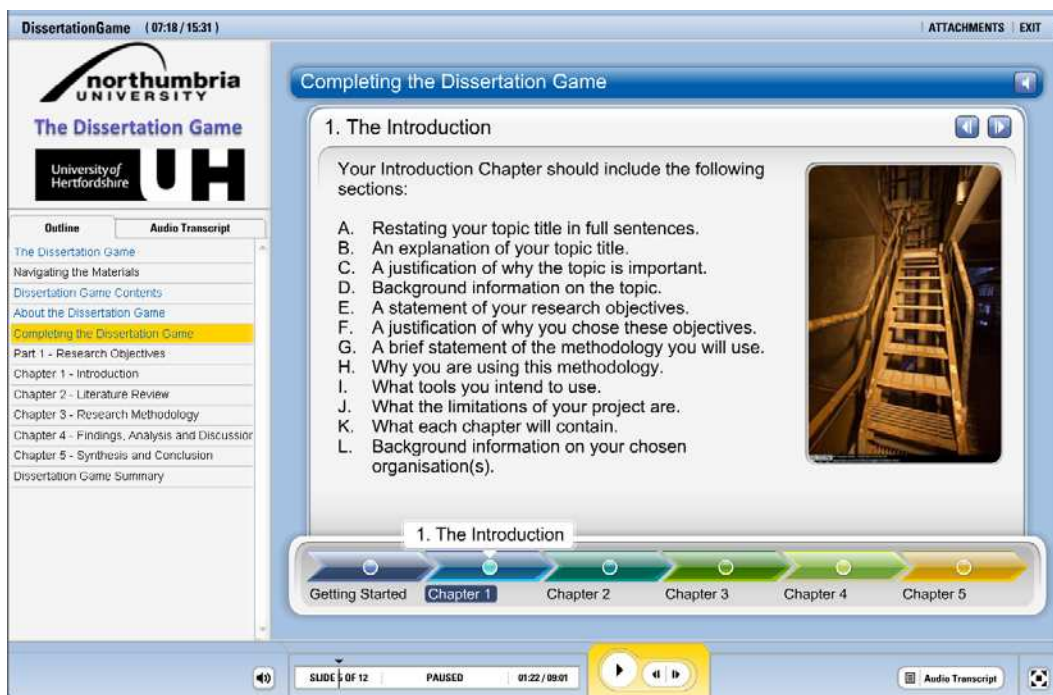 DissertationGame ( 07:18 / 15:31 )
ATTACHMENTS EXIT
northumbria
UNIVERSITY
The Dissertation Game
University of
Hertfordshire
UH
Outline Audio Transcript
The Dissertation Game
Navigating the Materials
Dissertation Game Contents
About the Dissertation Game
Completing the Dissertation Game
Part 1 - Research Objectives
Chapter 1 - Introduction
Chapter 2 - Literature Review
Chapter 3 - Research Methodology
Chapter 4 - Findings, Analysis and Discussion
Chapter 5 - Synthesis and Conclusion
Dissertation Game Summary
Completing the Dissertation Game
1. The Introduction
Your Introduction Chapter should include the following
sections:
A. Restating your topic title in full sentences.
B. An explanation of your topic title.
C. A justification of why the topic is important.
D. Background information on the topic.
E. A statement of your research objectives.
F. A justification of why you chose these objectives.
G. A brief statement of the methodology you will use.
H. Why you are using this methodology.
I. What tools you intend to use.
J. What the limitations of your project are.
K. What each chapter will contain.
L. Background information on your chosen
organisation(s).
1. The Introduction
Getting Started Chapter 1 Chapter 2 Chapter 3 Chapter 4 Chapter 5
SLIDE 5 OF 12 PAUSED 01:22 / 09:01
Audio Transcript